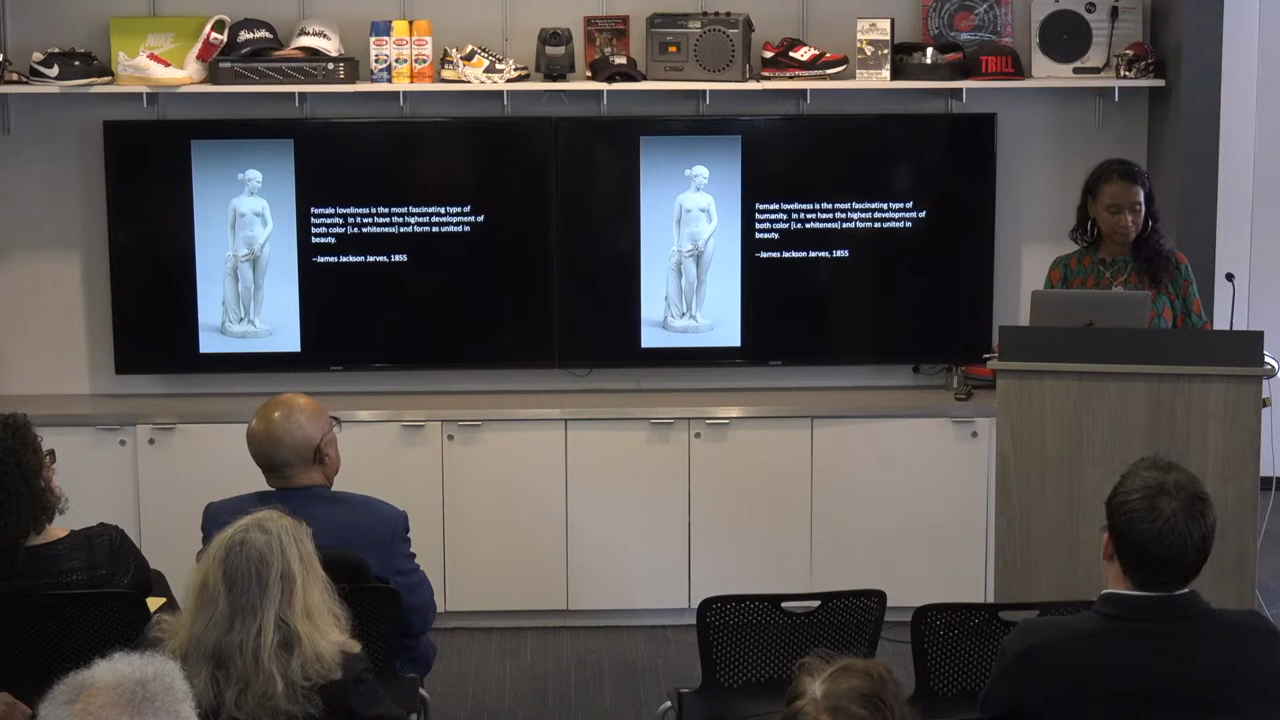 NIKE
TRILL
Female loveliness is the most fascinating type of
humanity. In it we have the highest development of
both color [i.e. whiteness] and form as united in
beauty.
--James Jackson Jarves, 1855
Female loveliness is the most fascinating type of
humanity. In it we have the highest development of
both color [i.e. whiteness] and form as united in
beauty.
--James Jackson Jarves, 1855